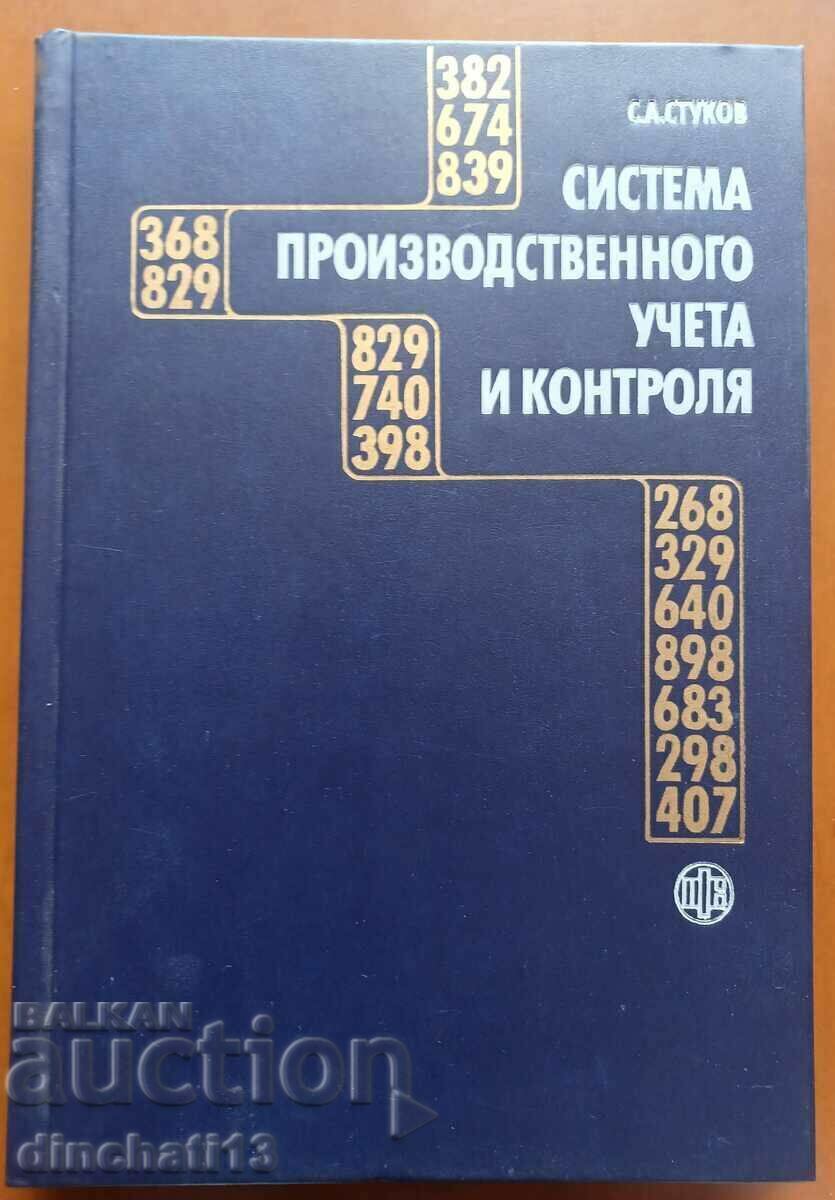 382
674
839
С.А.СТУКОВ
СИСТЕМА
ПРОИЗВОДСТВЕННОГО
УЧЕТА
И КОНТРОЛЯ
368
829
829
740
398
268
329
640
898
683
298
407
BALKAN
auction
dinchati13